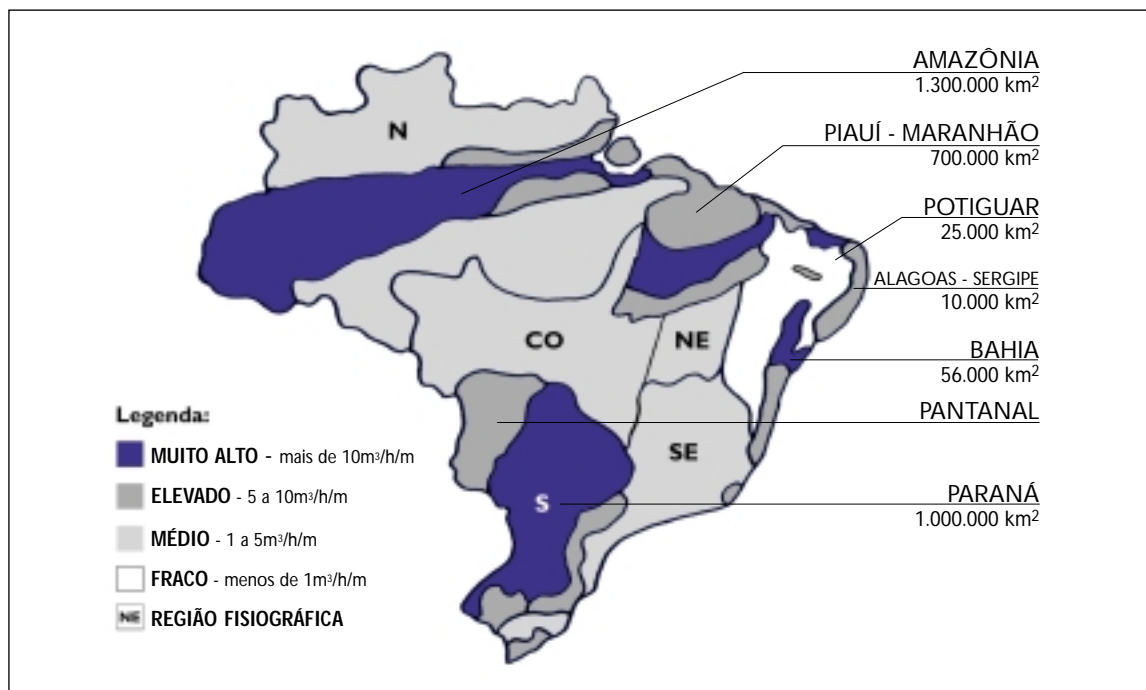 AMAZÔNIA
1.300.000 km²
PIAUÍ - MARANHÃO
700.000 km²
POTIGUAR
25.000 km²
ALAGOAS - SERGIPE
10.000 km²
BAHIA
56.000 km²
PANTANAL
PARANÁ
1.000.000 km²
N
CO
NE
SE
S
Legenda:
MUITO ALTO - mais de 10m³/h/m
ELEVADO - 5 a 10m³/h/m
MÉDIO - 1 a 5m³/h/m
FRACO - menos de 1m³/h/m
NE REGIÃO FISIOGRÁFICA